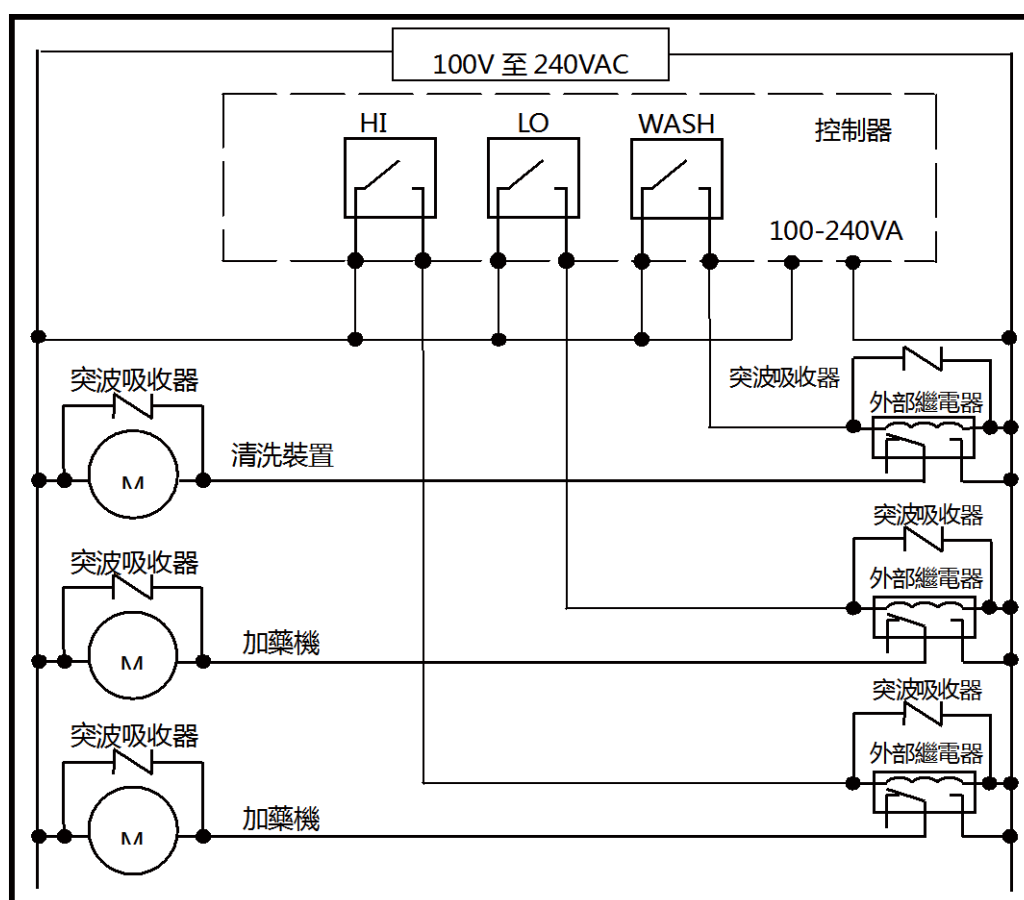 100V 至 240VAC
HI
LO
WASH
控制器
100-240VA
突波吸收器
突波吸收器
外部繼電器
清洗裝置
M
突波吸收器
突波吸收器
外部繼電器
加藥機
M
突波吸收器
突波吸收器
外部繼電器
加藥機
M